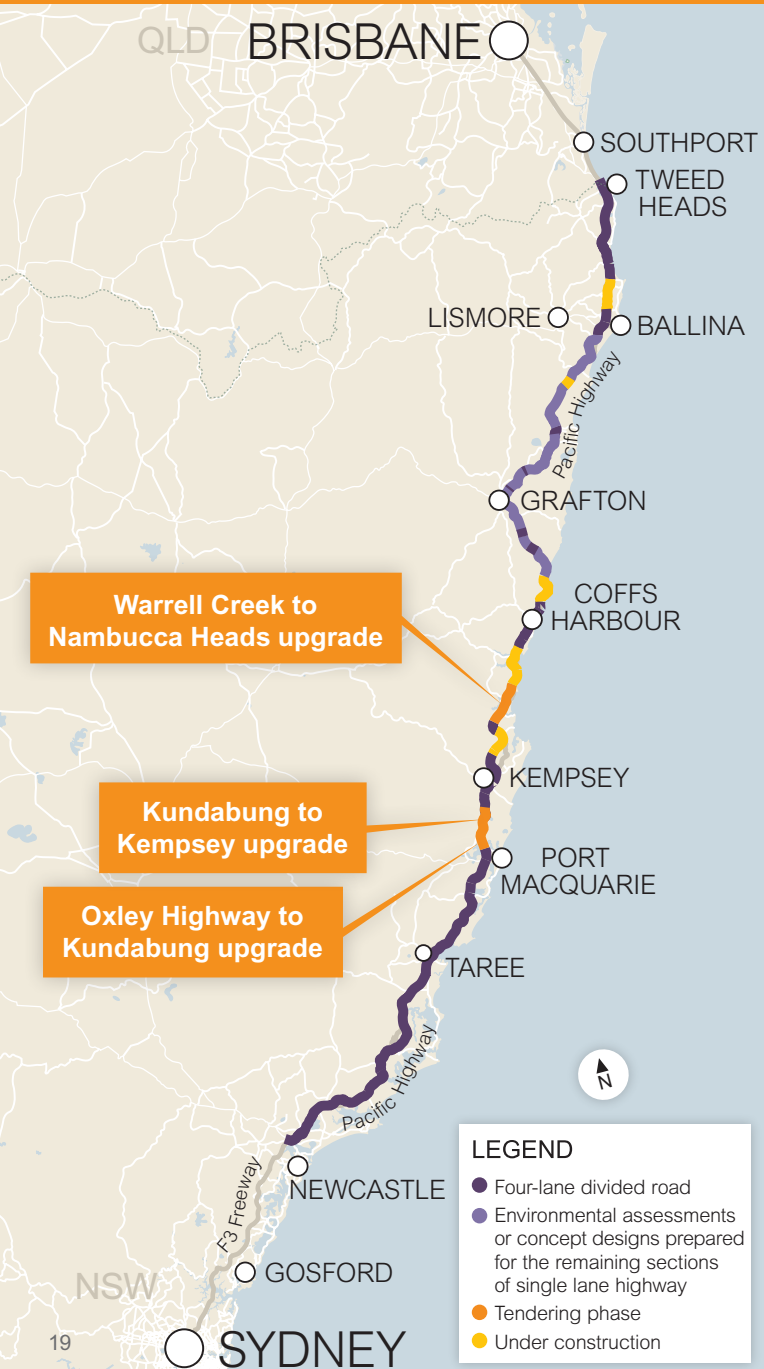 QLD
BRISBANE
SOUTHPORT
TWEED
HEADS
LISMORE
BALLINA
Pacific Highway
GRAFTON
Warrell Creek to
Nambucca Heads upgrade
COFFS
HARBOUR
KEMPSEY
Kundabung to
Kempsey upgrade
PORT
MACQUARIE
Oxley Highway to
Kundabung upgrade
TAREE
Pacific Highway
N
NEWCASTLE
F3 Freeway
GOSFORD
NSW
SYDNEY
19
LEGEND
Four-lane divided road
Environmental assessments
or concept designs prepared
for the remaining sections
of single lane highway
Tendering phase
Under construction